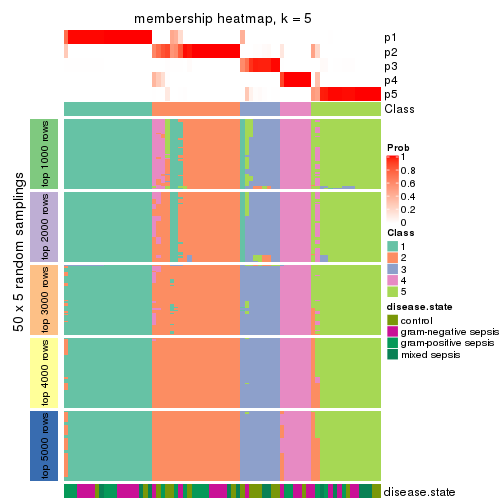 membership heatmap, k = 5
p1
p2
p3
p4
p5
Class
50 x 5 random samplings
top 1000 rows
top 2000 rows
top 3000 rows
top 4000 rows
top 5000 rows
disease.state
Prob
1
0.8
0.6
0.4
0.2
0
Class
1
2
3
4
5
disease.state
control
gram-negative sepsis
gram-positive sepsis
mixed sepsis